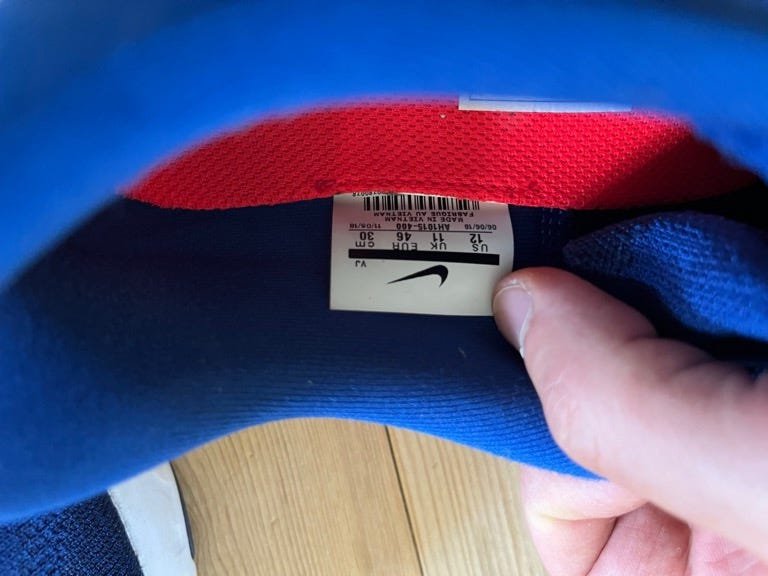 VJ
US UK EUR cm
12 11 46 30
06/06/18 AH1015-400 11/08/18
MADE IN VIETNAM
FABRIQUE AU VIETNAM